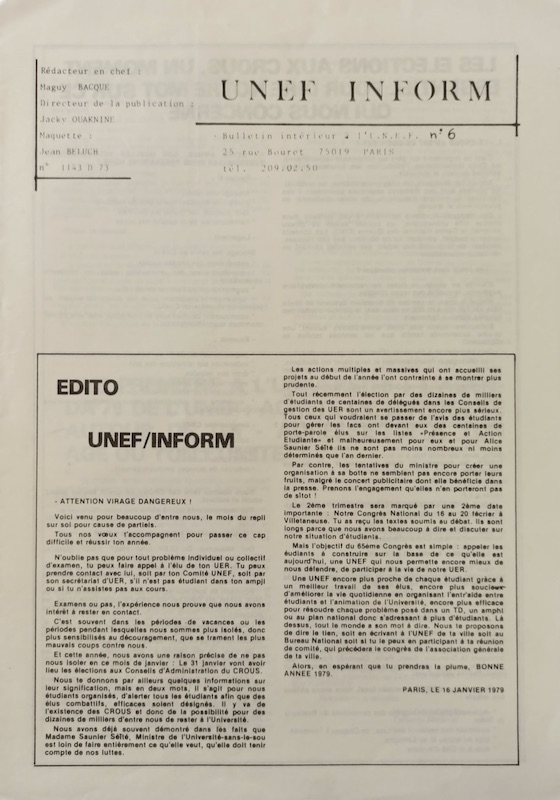 Rédacteur en chef :
Maguy BACQUE
Directeur de la publication :
Jacky OUAKNINE
Maquette :
Jean BELUCH
n° 1143 D 73
UNEF INFORM
Bulletin intérieur à l'U.N.E.F. n°6
25 rue Bouret 75019 PARIS
tél. 209.02.50
EDITO
UNEF/INFORM
- ATTENTION VIRAGE DANGEREUX !
Voici venu pour beaucoup d'entre nous, le mois du repli
sur soi pour cause de partiels.
Tous nos vœux t'accompagnent pour passer ce cap
difficile et réussir ton année.
N'oublie pas que pour tout problème individuel ou collectif
d'examen, tu peux faire appel à l'élu de ton UER. Tu peux
prendre contact avec lui, soit par ton Comité UNEF, soit par
son secrétariat d'UER, s'il n'est pas étudiant dans ton ampji
ou si tu n'assistes pas aux cours.
Examens ou pas, l'expérience nous prouve que nous avons
intérêt à rester en contact.
C'est souvent dans les périodes de vacances ou les
périodes pendant lesquelles nous sommes plus isolés, donc
plus sensibilisés au découragement, que se trament les plus
mauvais coups contre nous.
Et cette année, nous avons une raison précise de ne pas
nous isoler en ce mois de janvier : Le 31 janvier vont avoir
lieu les élections aux Conseils d'Administration du CROUS.
Nous te donnons par ailleurs quelques informations sur
leur signification, mais en deux mots, il s'agit pour nous
étudiants organisés, d'alerter tous les étudiants afin que des
élus combattifs, efficaces soient désignés. Il y va de
l'existence des CROUS et donc de la possibilité pour des
dizaines de milliers d'entre nous de rester à l'Université.
Nous avons déjà souvent démontré dans les faits que
Madame Saunier Séïté, Ministre de l'Université-sans-le-sou
est loin de faire entièrement ce qu'elle veut, qu'elle doit tenir
compte de nos luttes.
Les actions multiples et massives qui ont accueilli ses
projets au début de l'année l'ont contrainte à se montrer plus
prudente.
Tout récemment l'élection par des dizaines de milliers
d'étudiants de centaines de délégués dans les Conseils de
gestion des UER sont un avertissement encore plus sérieux.
Tous ceux qui voudraient se passer de l'avis des étudiants
pour gérer les facs ont devant eux des centaines de
porte-parole élus sur les listes «Présence et Action
Etudiante» et malheureusement pour eux et pour Alice
Saunier Séïté ils ne sont pas moins nombreux ni moins
déterminés que l'an dernier.
Par contre, les tentatives du ministre pour créer une
organisation à sa botte ne semblent pas encore porter leurs
fruits, malgré le concert publicitaire dont elle bénéficie dans
la presse. Prenons l'engagement qu'elles n'en porteront pas
de sitôt !
Le 2ème trimestre sera marqué par une 2ème date
importante : Notre Congrès National du 16 au 20 février à
Villetaneuse. Tu as reçu les textes soumis au débat. Ils sont
longs parce que nous avons beaucoup à dire et discuter sur
notre situation d'étudiants.
Mais l'objectif du 65ème Congrès est simple : appeler les
éudiants à construire sur la base de ce qu'elle est
aujourd'hui, une UNEF qui nous permette encore mieux de
nous défendre, de participer à la vie de notre UER.
Une UNEF encore plus proche de chaque étudiant grâce à
un meilleur travail de ses élus, encore plus soucieuse
d'améliorer la vie quotidienne en organisant l'entraide entre
étudiants et l'animation de l'Université, encore plus efficace
pour résoudre chaque problème posé dans un TD, un amphi
ou au plan national donc s'adressant à plus d'étudiants. Là
dessus, tout le monde a son mot à dire. Nous te proposons
de dire le tien, soit en écrivant à l'UNEF de ta ville soit au
Bureau National soit si tu le peux en participant à la réunion
de comité, qui précèdera le congrès de l'association générale
de ta ville.
Alors, en espérant que tu prendras la plume, BONNE
ANNEE 1979.
PARIS, LE 16 JANVIER 1979